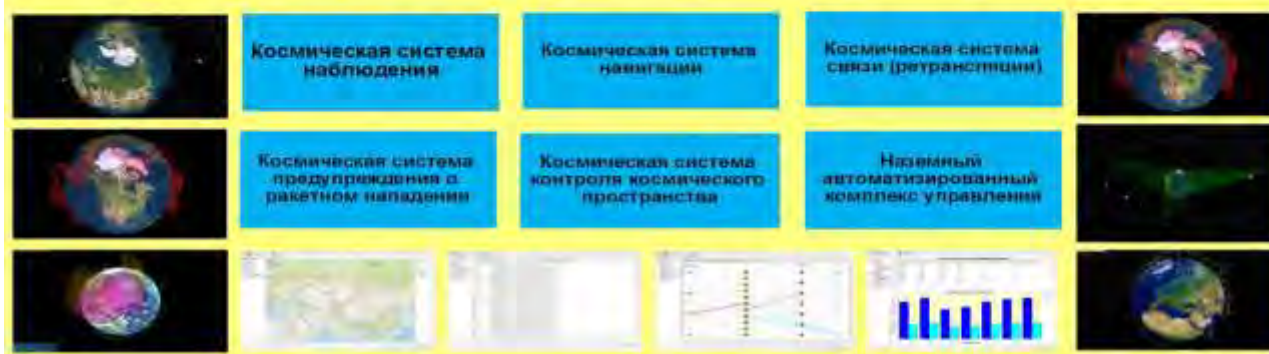 Космическая система
наблюдения
Космическая система
навигации
Космическая система
связи (ретрансляции)
Космическая система
предупреждения о
ракетном нападении
Космическая система
контроля космического
пространства
Наземный
автоматизированный
комплекс управления